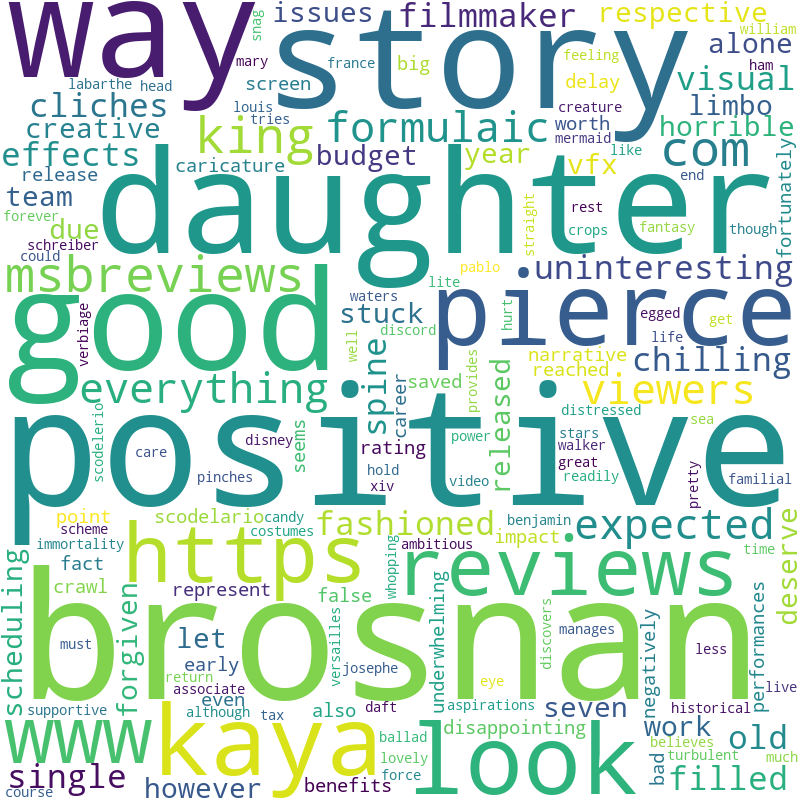 way
story
snag
issues
filmmaker
respective
william
labarthe
head
mary
france
big
feeling
alone
ham
cliches
louis
screen
delay
visual
creative
tries
king
formulaic
creature
worth
mermaid
limbo
horrible
effects
caricature
budget
year
vfx
like
com
end
release
team
daughter
rest
straight
crops
fantasy
though
fortunately
forever
due
schreiber
could
msbreviews
lite
pablo
uninteresting
good
waters
stuck
discord
pierce
hurt
egged
get
verbiage
life
well
narrative
reached
chilling
everything
spine
career
saved
provides
viewers
scodelerio
positive
distressed
sea
disney
seems
rating
power
released
stars
walker
great
pretty
care
pinches
hold
xiv
video
readily
familial
point
scheme
scodelario
candy
costumes
fashioned
benjamin
impact
expected
deserve
immortality
https
whopping
ambitious
reviews
time
fact
crawl
scheduling
forgiven
represent
false
underwhelming
discovers
negatively
performances
brosnan
must
let
early
versailles
josephe
manages
less
return
associate
even
eye
live
supportive
although
tax
also
daft
aspirations
seven
historical
www
kaya
ballad
look
disappointing
work
old
lovely
believes
single
force
bad
turbulent
much
course
however
benefits
filled